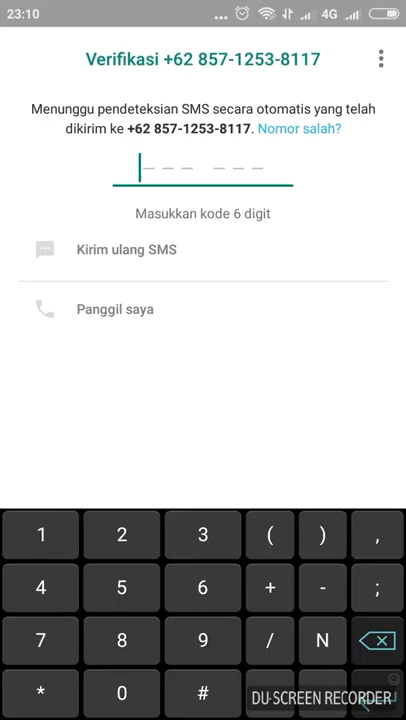 23:10
4G
Verifikasi +62 857-1253-8117
Menunggu pendeteksian SMS secara otomatis yang telah
dikirim ke +62 857-1253-8117. Nomor salah?
Masukkan kode 6 digit
Kirim ulang SMS
Panggil saya
1 2 3 ( ) ,
4 5 6 + - ;
7 8 9 / N
* 0 #
DU-SCREEN RECORDER